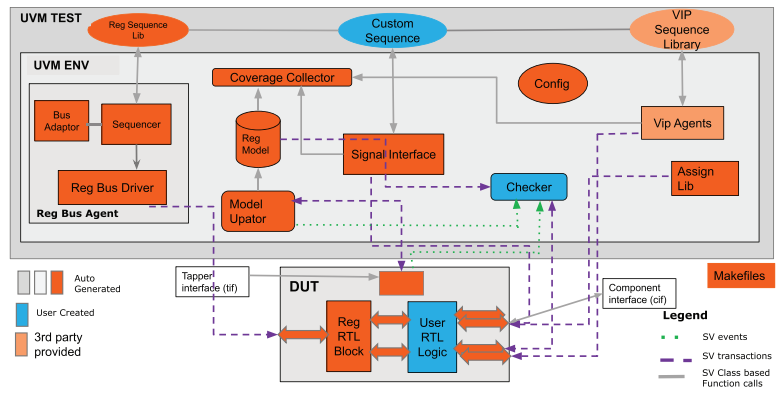 UVM TEST
Reg Sequence
Lib
Custom
Sequence
VIP
Sequence
Library
UVM ENV
Coverage Collector
Config
Bus
Adaptor
Sequencer
Reg
Model
Signal Interface
Vip Agents
Reg Bus Driver
Reg Bus Agent
Model
Upator
Checker
Assign
Lib
Auto
Generated
User Created
3rd party
provided
Tapper
interface (tif)
DUT
Reg
RTL
Block
User
RTL
Logic
Component
interface (cif)
Makefiles
Legend
SV events
SV transactions
SV Class based
Function calls